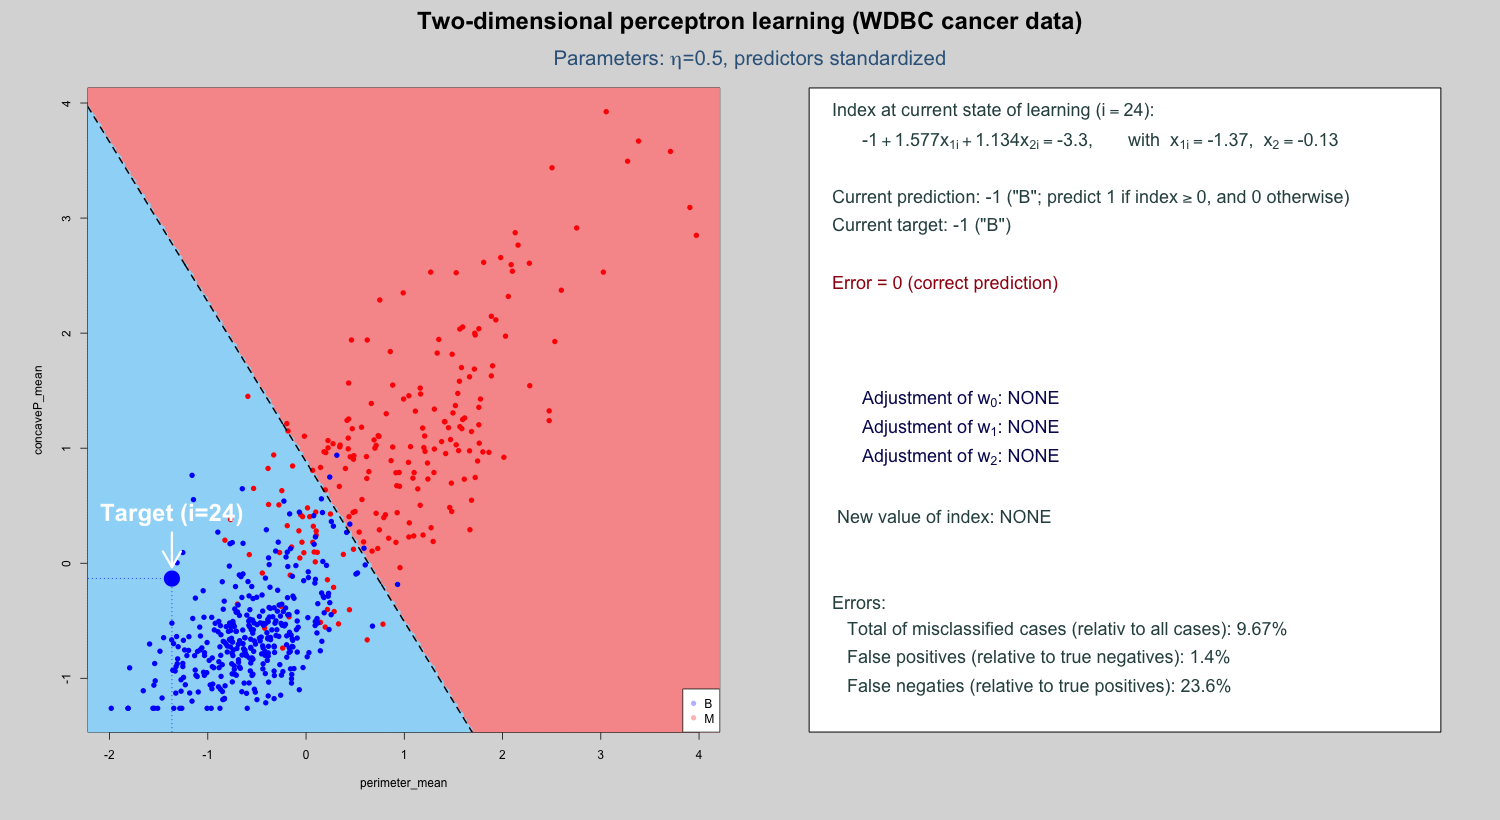 Two-dimensional perceptron learning (WDBC cancer data)
Parameters: η=0.5, predictors standardized
4
3
2
1
0
-1
concaveP_mean
Target (i=24)
B
M
-2 -1 0 1 2 3 4
perimeter_mean
Index at current state of learning (i = 24):
-1 + 1.577x1i + 1.134x2i = -3.3, with x1i = -1.37, x2 = -0.13
Current prediction: -1 ("B"; predict 1 if index ≥ 0, and 0 otherwise)
Current target: -1 ("B")
Error = 0 (correct prediction)
Adjustment of w0: NONE
Adjustment of w1: NONE
Adjustment of w2: NONE
New value of index: NONE
Errors:
Total of misclassified cases (relativ to all cases): 9.67%
False positives (relative to true negatives): 1.4%
False negaties (relative to true positives): 23.6%